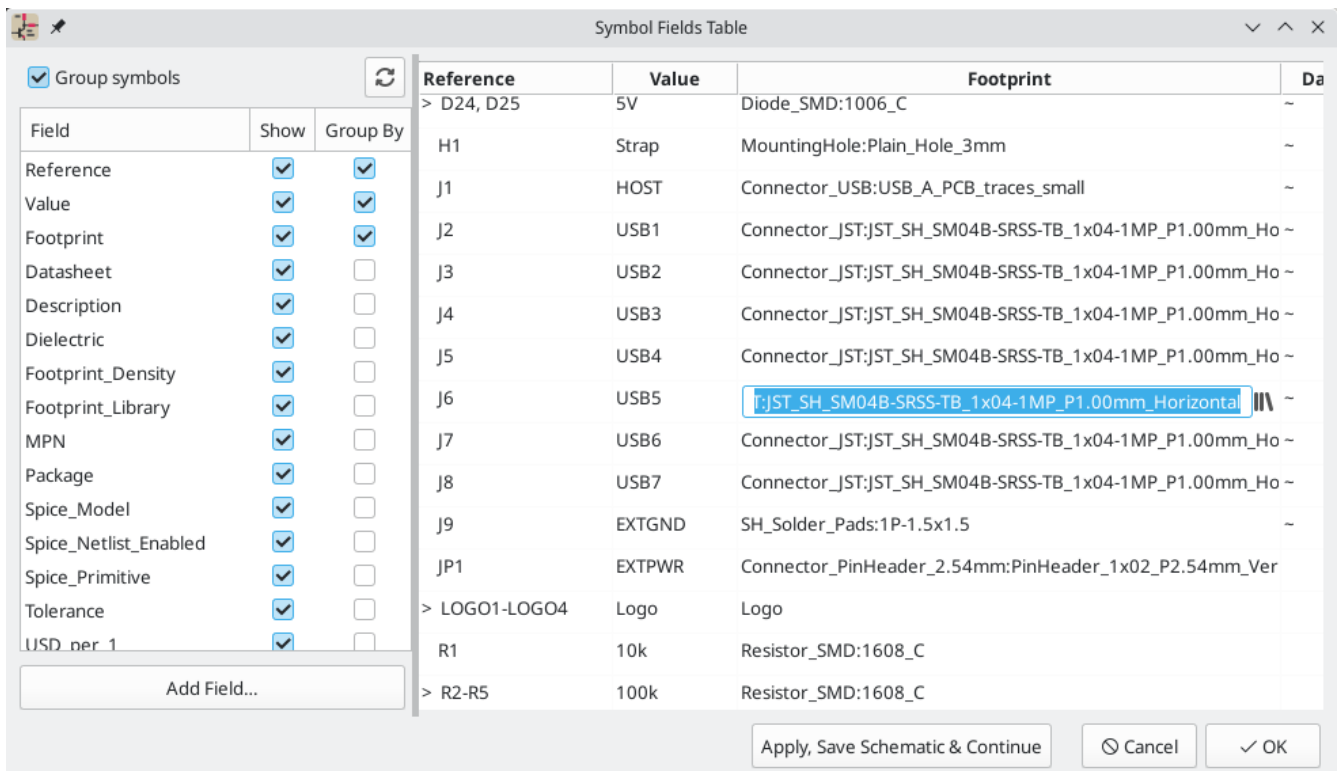 Symbol Fields Table
Group symbols
Field Show Group By
Reference
Value
Footprint
Datasheet
Description
Dielectric
Footprint_Density
Footprint_Library
MPN
Package
Spice_Model
Spice_Netlist_Enabled
Spice_Primitive
Tolerance
USD_per_1
Add Field...
Reference Value Footprint Da
> D24, D25 5V Diode_SMD:1006_C ~
H1 Strap MountingHole:Plain_Hole_3mm ~
J1 HOST Connector_USB:USB_A_PCB_traces_small ~
J2 USB1 Connector_JST:JST_SH_SM04B-SRSS-TB_1x04-1MP_P1.00mm_Ho ~
J3 USB2 Connector_JST:JST_SH_SM04B-SRSS-TB_1x04-1MP_P1.00mm_Ho ~
J4 USB3 Connector_JST:JST_SH_SM04B-SRSS-TB_1x04-1MP_P1.00mm_Ho ~
J5 USB4 Connector_JST:JST_SH_SM04B-SRSS-TB_1x04-1MP_P1.00mm_Ho ~
J6 USB5 T:JST_SH_SM04B-SRSS-TB_1x04-1MP_P1.00mm_Horizontal ~
J7 USB6 Connector_JST:JST_SH_SM04B-SRSS-TB_1x04-1MP_P1.00mm_Ho ~
J8 USB7 Connector_JST:JST_SH_SM04B-SRSS-TB_1x04-1MP_P1.00mm_Ho ~
J9 EXTGND SH_Solder_Pads:1P-1.5x1.5 ~
JP1 EXTPWR Connector_PinHeader_2.54mm:PinHeader_1x02_P2.54mm_Ver
> LOGO1-LOGO4 Logo Logo
R1 10k Resistor_SMD:1608_C
> R2-R5 100k Resistor_SMD:1608_C
Apply, Save Schematic & Continue Cancel OK